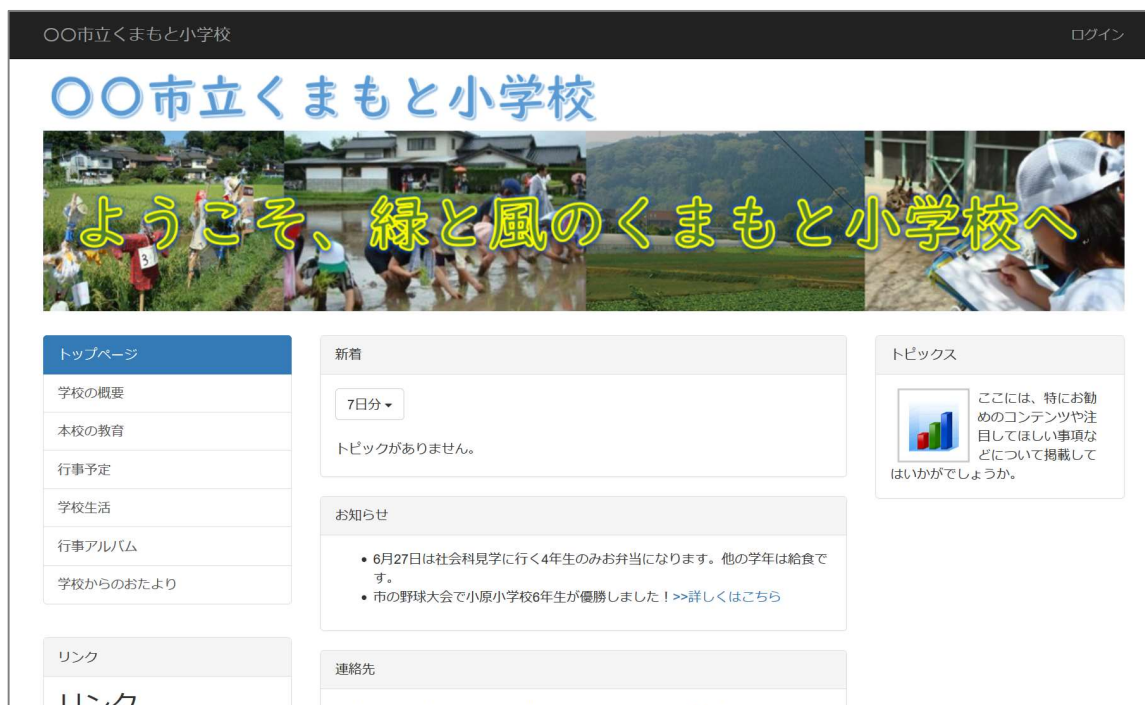 〇〇市立くまもと小学校
ログイン
〇〇市立くまもと小学校
ようこそ、緑と風のくまもと小学校へ
トップページ
学校の概要
本校の教育
行事予定
学校生活
行事アルバム
学校からのおたより
リンク
リンク
新着
7日分
トピックがありません。
お知らせ
• 6月27日は社会科見学に行く4年生のみお弁当になります。他の学年は給食で
す。
• 市の野球大会で小原小学校6年生が優勝しました！>>詳しくはこちら
連絡先
トピックス
ここには、特にお勧
めのコンテンツや注
目してほしい事項な
どについて掲載して
はいかがでしょうか。
3